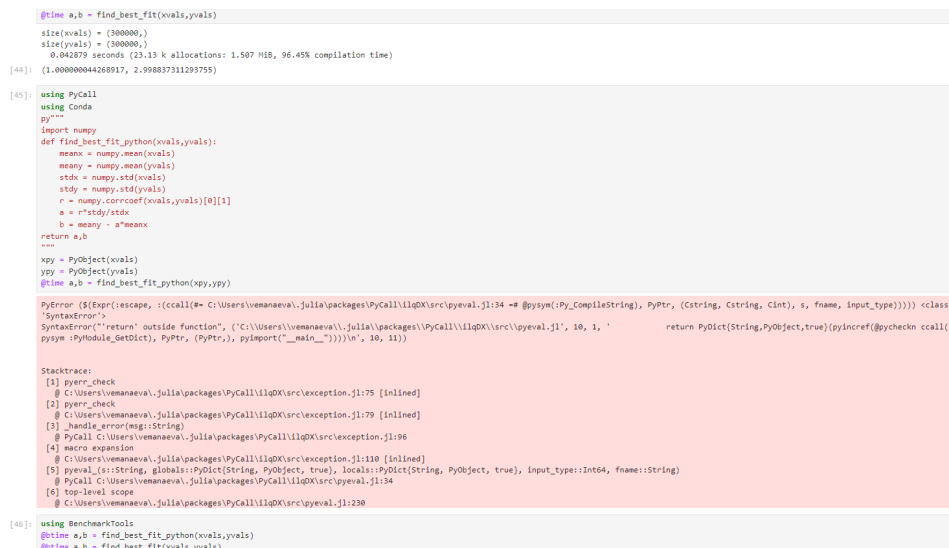 @time a,b = find_best_fit(xvals,yvals)
size(xvals) = (300000,)
size(yvals) = (300000,)
0.042879 seconds (23.13 k allocations: 1.507 MiB, 96.45% compilation time)
[44]: (1.000000044268917, 2.998837311293755)
[45]: using PyCall
using Conda
py"""
import numpy
def find_best_fit_python(xvals,yvals):
    meanx = numpy.mean(xvals)
    meany = numpy.mean(yvals)
    stdx = numpy.std(xvals)
    stdy = numpy.std(yvals)
    r = numpy.corrcoef(xvals,yvals)[0][1]
    a = r*stdy/stdx
    b = meany - a*meanx
return a,b
"""
xpy = PyObject(xvals)
ypy = PyObject(yvals)
@time a,b = find_best_fit_python(xpy,ypy)
PyError ($(Expr(:escape, :(ccall(#= C:\Users\vemanaeva\.julia\packages\PyCall\ilqDX\src\pyeval.jl:34 =# @pysym(:Py_CompileString), PyPtr, (Cstring, Cstring, Cint), s, fname, input_type))))) <class
'SyntaxError'>
SyntaxError("'return' outside function", ('C:\\Users\\vemanaeva\\.julia\\packages\\PyCall\\ilqDX\\src\\pyeval.jl', 10, 1, ' return PyDict{String,PyObject,true}(pyincref(@pycheckn ccall(
pysym :PyModule_GetDict), PyPtr, (PyPtr,), pyimport("__main__"))))\n', 10, 11))
Stacktrace:
[1] pyerr_check
@ C:\Users\vemanaeva\.julia\packages\PyCall\ilqDX\src\exception.jl:75 [inlined]
[2] pyerr_check
@ C:\Users\vemanaeva\.julia\packages\PyCall\ilqDX\src\exception.jl:79 [inlined]
[3] _handle_error(msg::String)
@ PyCall C:\Users\vemanaeva\.julia\packages\PyCall\ilqDX\src\exception.jl:96
[4] macro expansion
@ C:\Users\vemanaeva\.julia\packages\PyCall\ilqDX\src\exception.jl:110 [inlined]
[5] pyeval_(s::String, globals::PyDict{String, PyObject, true}, locals::PyDict{String, PyObject, true}, input_type::Int64, fname::String)
@ PyCall C:\Users\vemanaeva\.julia\packages\PyCall\ilqDX\src\pyeval.jl:34
[6] top-level scope
@ C:\Users\vemanaeva\.julia\packages\PyCall\ilqDX\src\pyeval.jl:230
[46]: using BenchmarkTools
@btime a,b = find_best_fit_python(xvals,yvals)
@btime a,b = find_best_fit(xvals,yvals)